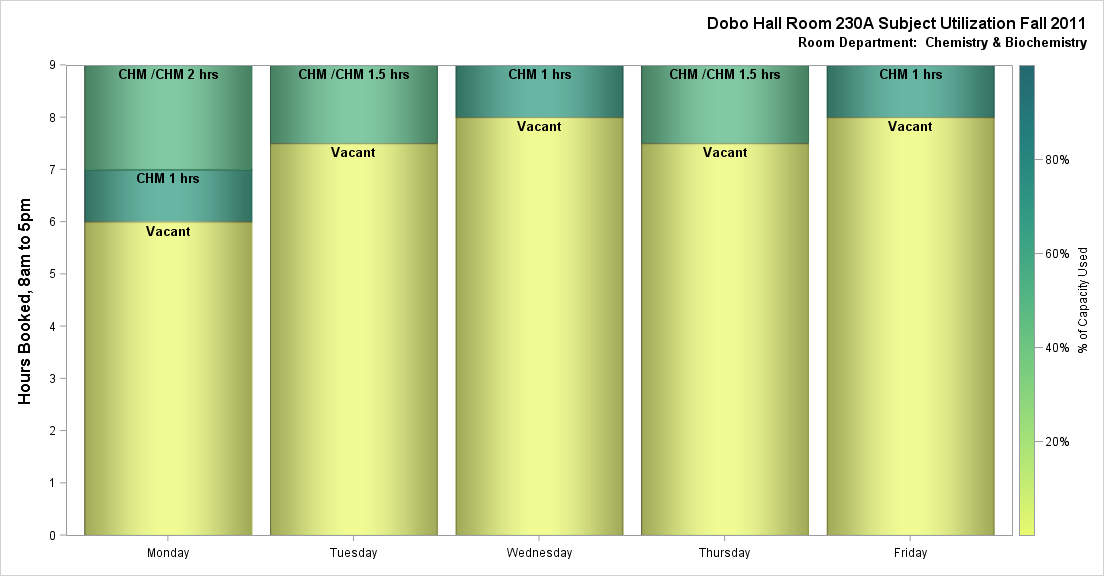 Dobo Hall Room 230A Subject Utilization Fall 2011
Room Department:  Chemistry & Biochemistry
Hours Booked, 8am to 5pm
9
8
7
6
5
4
3
2
1
0
CHM /CHM 2 hrs
CHM 1 hrs
Vacant
CHM /CHM 1.5 hrs
Vacant
CHM 1 hrs
Vacant
CHM /CHM 1.5 hrs
Vacant
CHM 1 hrs
Vacant
Monday
Tuesday
Wednesday
Thursday
Friday
80%
60%
40%
20%
% of Capacity Used